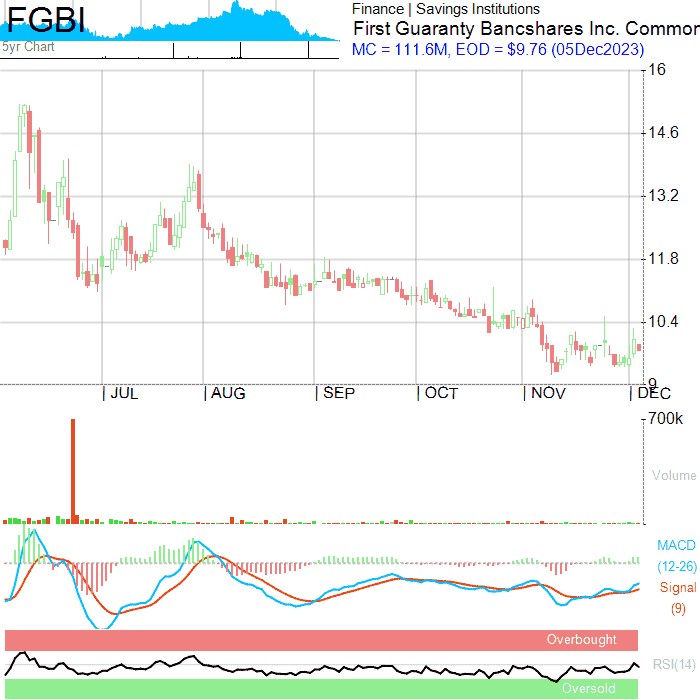 FGBI
Finance | Savings Institutions
First Guaranty Bancshares Inc. Common
5yr Chart
MC = 111.6M, EOD = $9.76 (05Dec2023)
16
14.6
13.2
11.8
10.4
9
| JUL | AUG | SEP | OCT | NOV | DEC
700k
Volume
MACD
(12-26)
Signal
(9)
Overbought
RSI(14)
Oversold